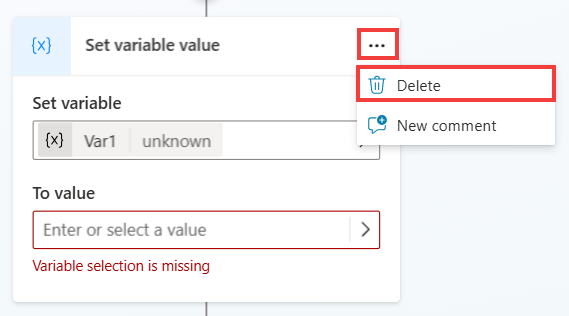 {x} Set variable value ...
Delete
Set variable
New comment
{x} Var1 unknown
To value
Enter or select a value
Variable selection is missing